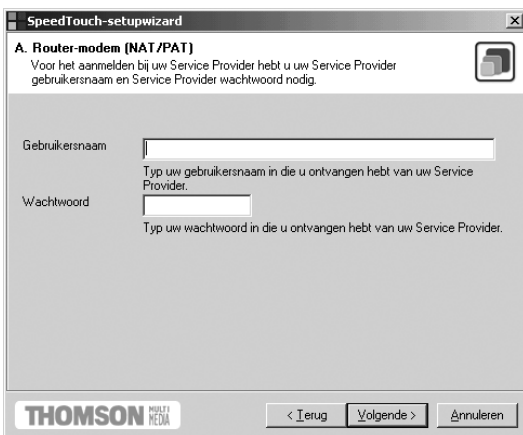 SpeedTouch-setupwizard
A. Router-modem (NAT/PAT)
Voor het aanmelden bij uw Service Provider hebt u uw Service Provider
gebruikersnaam en Service Provider wachtwoord nodig.
Gebruikersnaam
Typ uw gebruikersnaam in die u ontvangen hebt van uw Service
Provider.
Wachtwoord
Typ uw wachtwoord in die u ontvangen hebt van uw Service Provider.
THOMSON MULTI MEDIA
< Terug
Volgende >
Annuleren